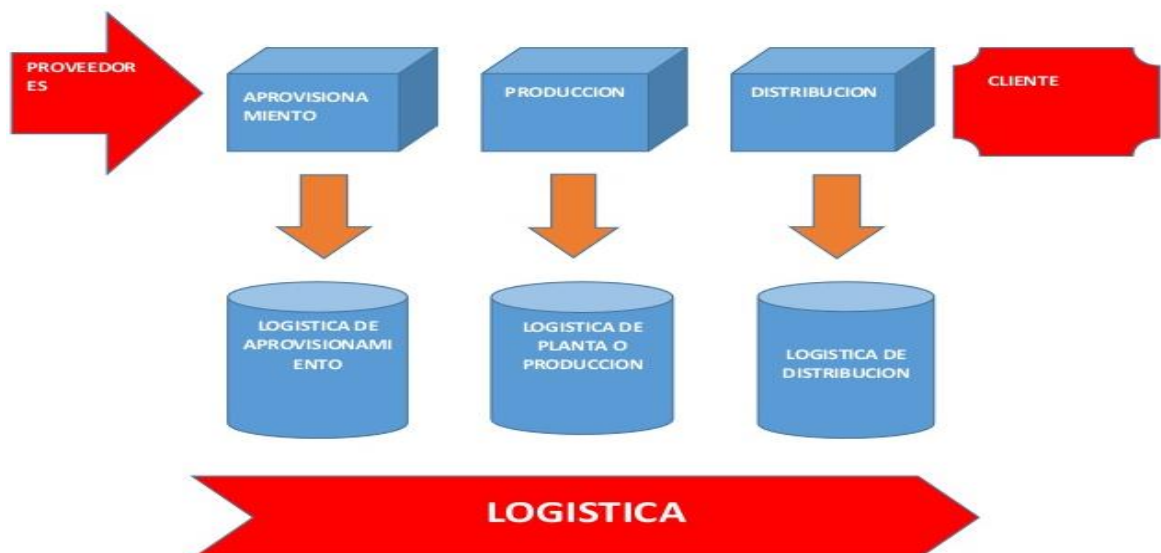 PROVEEDOR
ES
APROVISIONA
MIENTO
PRODUCCION
DISTRIBUCION
CLIENTE
LOGISTICA DE
APROVISIONAMI
ENTO
LOGISTICA DE
PLANTA O
PRODUCCION
LOGISTICA DE
DISTRIBUCION
LOGISTICA